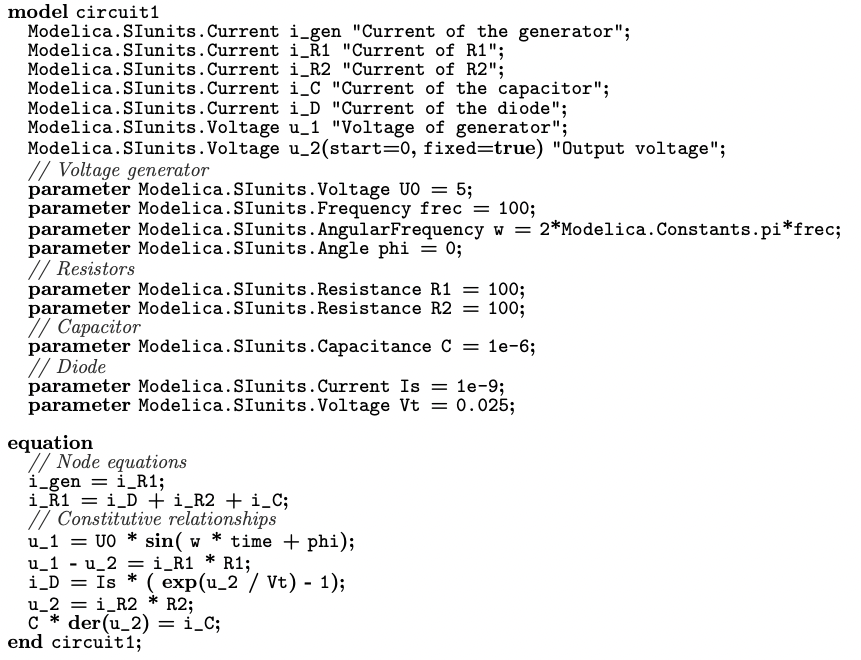 model circuit1
Modelica.SIunits.Current i_gen "Current of the generator";
Modelica.SIunits.Current i_R1 "Current of R1";
Modelica.SIunits.Current i_R2 "Current of R2";
Modelica.SIunits.Current i_C "Current of the capacitor";
Modelica.SIunits.Current i_D "Current of the diode";
Modelica.SIunits.Voltage u_1 "Voltage of generator";
Modelica.SIunits.Voltage u_2(start=0, fixed=true) "Output voltage";
// Voltage generator
parameter Modelica.SIunits.Voltage U0 = 5;
parameter Modelica.SIunits.Frequency frec = 100;
parameter Modelica.SIunits.AngularFrequency w = 2*Modelica.Constants.pi*frec;
parameter Modelica.SIunits.Angle phi = 0;
// Resistors
parameter Modelica.SIunits.Resistance R1 = 100;
parameter Modelica.SIunits.Resistance R2 = 100;
// Capacitor
parameter Modelica.SIunits.Capacitance C = 1e-6;
// Diode
parameter Modelica.SIunits.Current Is = 1e-9;
parameter Modelica.SIunits.Voltage Vt = 0.025;
equation
// Node equations
i_gen = i_R1;
i_R1 = i_D + i_R2 + i_C;
// Constitutive relationships
u_1 = U0 * sin( w * time + phi);
u_1 - u_2 = i_R1 * R1;
i_D = Is * ( exp(u_2 / Vt) - 1);
u_2 = i_R2 * R2;
C * der(u_2) = i_C;
end circuit1;